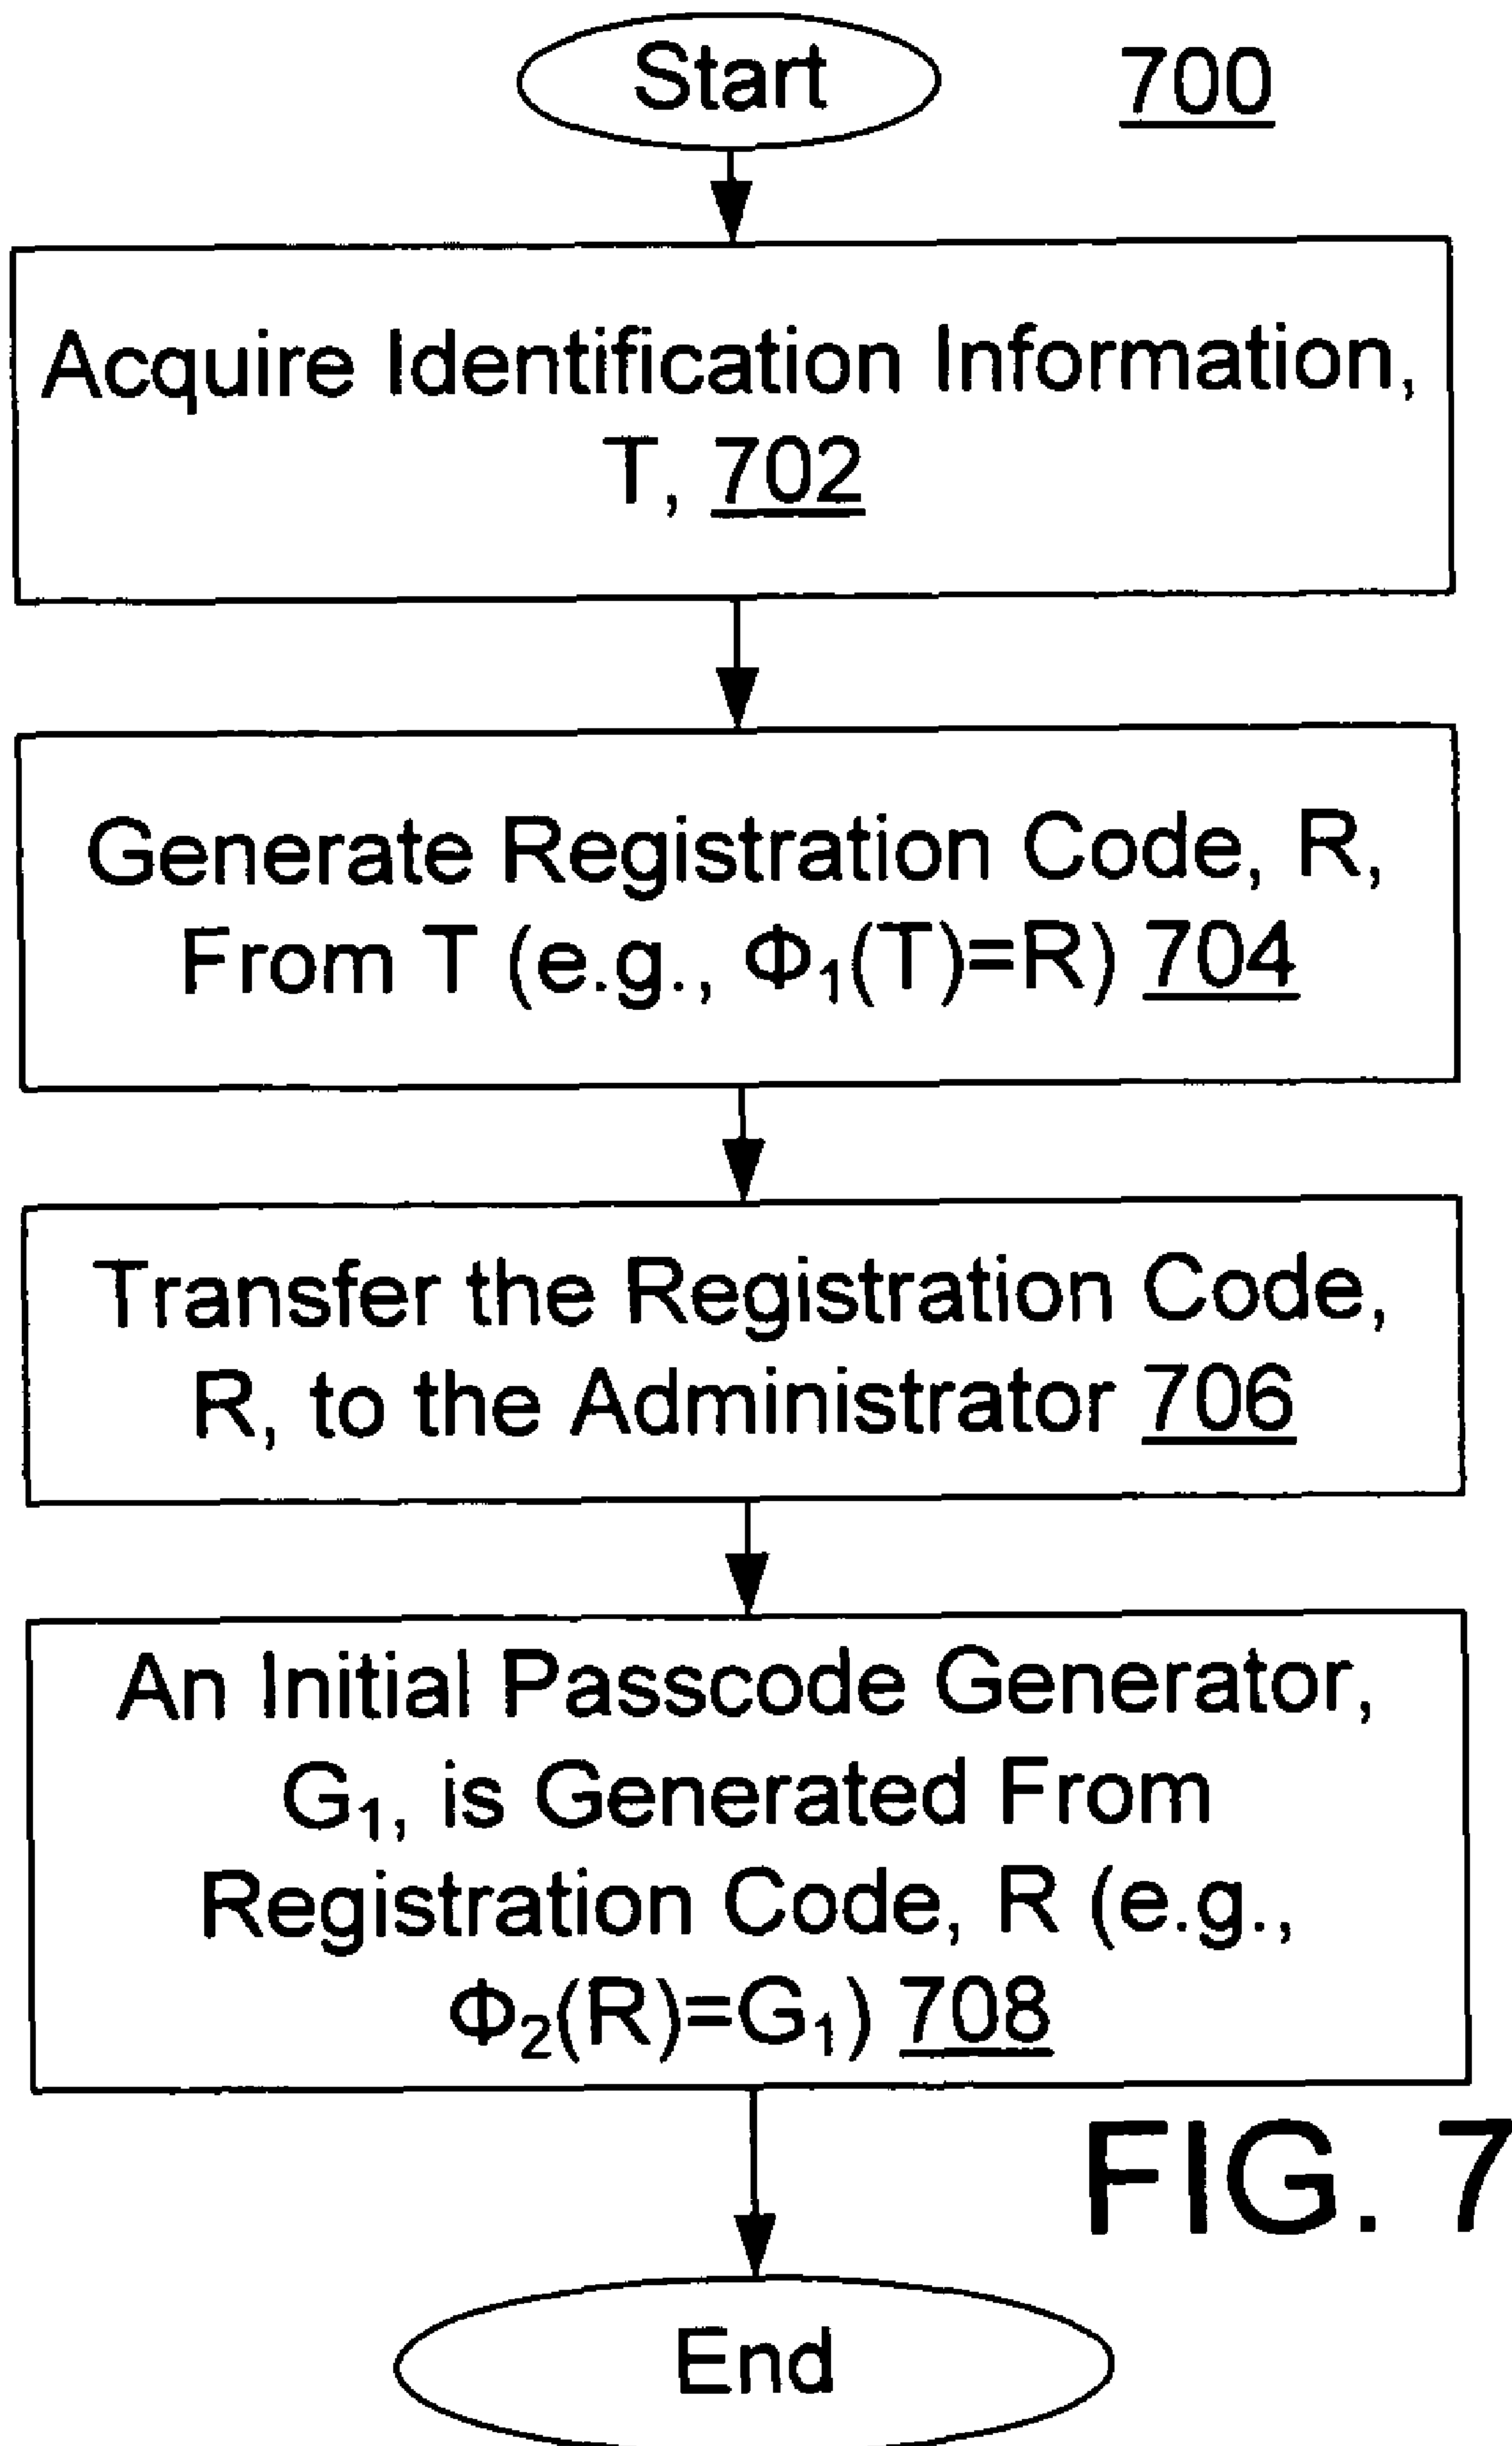 Start
700
Acquire Identification Information,
T, 702
Generate Registration Code, R,
From T (e.g., Φ₁(T)=R) 704
Transfer the Registration Code,
R, to the Administrator 706
An Initial Passcode Generator,
G₁, is Generated From
Registration Code, R (e.g.,
Φ₂(R)=G₁) 708
FIG. 7
End